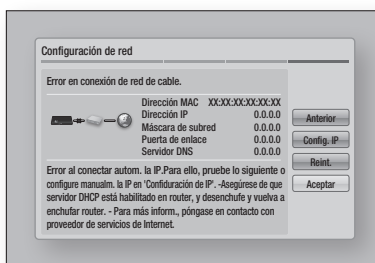 Configuración de red
Error en conexión de red de cable.
Dirección MAC XX:XX:XX:XX:XX:XX
Dirección IP 0.0.0.0
Máscara de subred 0.0.0.0
Puerta de enlace 0.0.0.0
Servidor DNS 0.0.0.0
Anterior
Config. IP
Reint.
Aceptar
Error al conectar autom. la IP.Para ello, pruebe lo siguiente o
configure manualm. la IP en 'Confiduración de IP'. -Asegúrese de que
servidor DHCP está habilitado en router, y desenchufe y vuelva a
enchufar router. - Para más inform., póngase en contacto con
proveedor de servicios de Internet.